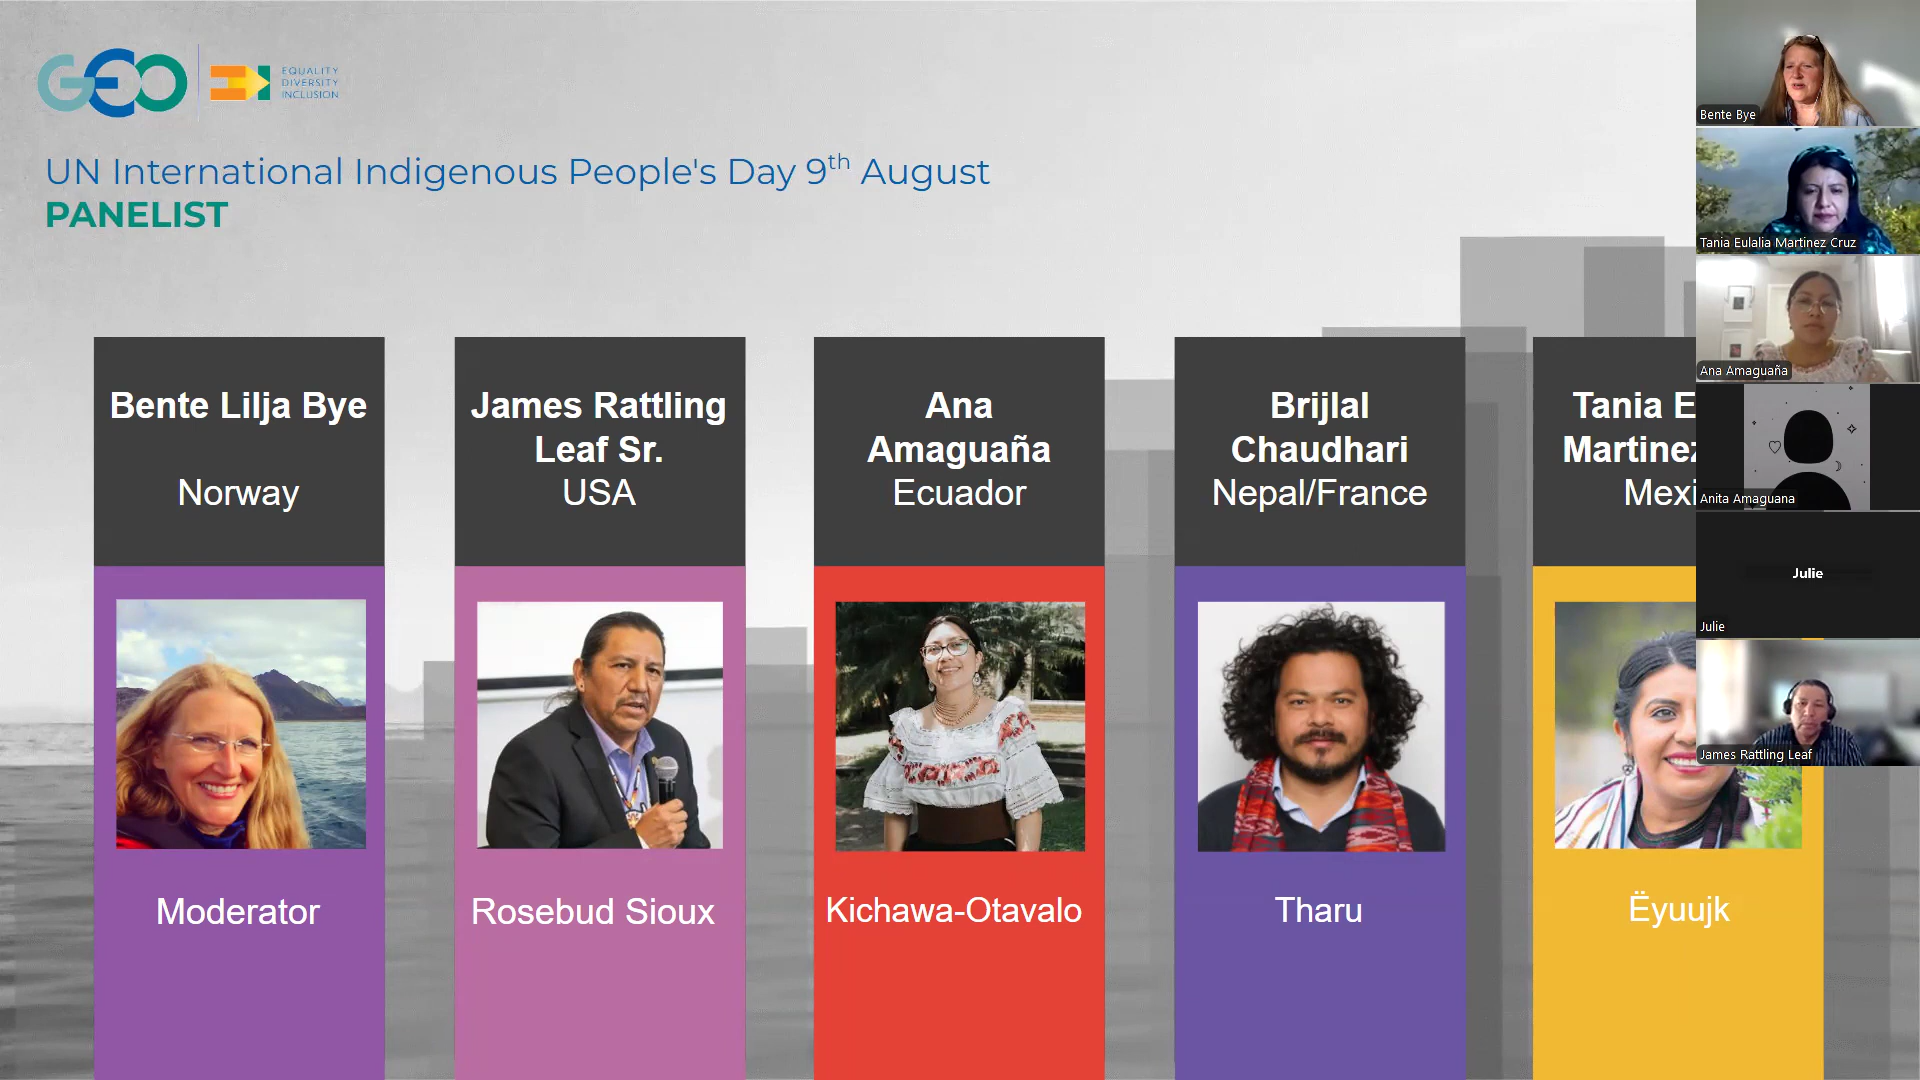 GEO
EQUALITY
DIVERSITY
INCLUSION
UN International Indigenous People's Day 9th August
PANELIST
Bente Lilja Bye
Norway
Moderator
James Rattling
Leaf Sr.
USA
Rosebud Sioux
Ana
Amaguaña
Ecuador
Kichawa-Otavalo
Brijlal
Chaudhari
Nepal/France
Tharu
Tania E
Martinez
Mexi
Ëyuujk
Bente Bye
Tania Eulalia Martinez Cruz
Ana Amaguaña
Anita Amaguana
Julie
Julie
James Rattling Leaf